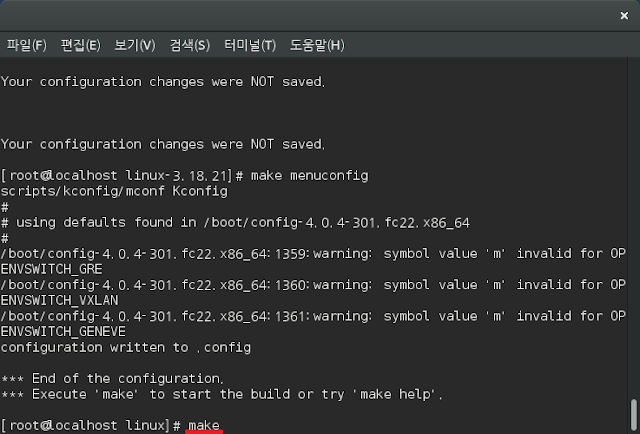 ×
파일(F) 편집(E) 보기(V) 검색(S) 터미널(T) 도움말(H)
Your configuration changes were NOT saved.
Your configuration changes were NOT saved.
[root@localhost linux-3.18.21]# make menuconfig
scripts/kconfig/mconf Kconfig
#
# using defaults found in /boot/config-4.0.4-301.fc22.x86_64
#
/boot/config-4.0.4-301.fc22.x86_64:1359:warning: symbol value 'm' invalid for OP
ENVSWITCH_GRE
/boot/config-4.0.4-301.fc22.x86_64:1360:warning: symbol value 'm' invalid for OP
ENVSWITCH_VXLAN
/boot/config-4.0.4-301.fc22.x86_64:1361:warning: symbol value 'm' invalid for OP
ENVSWITCH_GENEVE
configuration written to .config
*** End of the configuration.
*** Execute 'make' to start the build or try 'make help'.
[root@localhost linux]# make